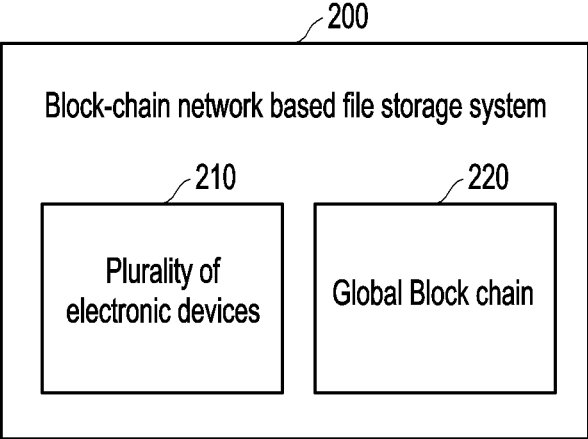 200
Block-chain network based file storage system
210
220
Plurality of
electronic devices
Global Block chain